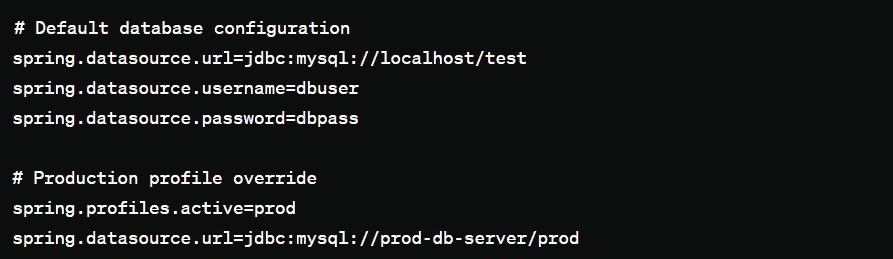 # Default database configuration
spring.datasource.url=jdbc:mysql://localhost/test
spring.datasource.username=dbuser
spring.datasource.password=dbpass
# Production profile override
spring.profiles.active=prod
spring.datasource.url=jdbc:mysql://prod-db-server/prod